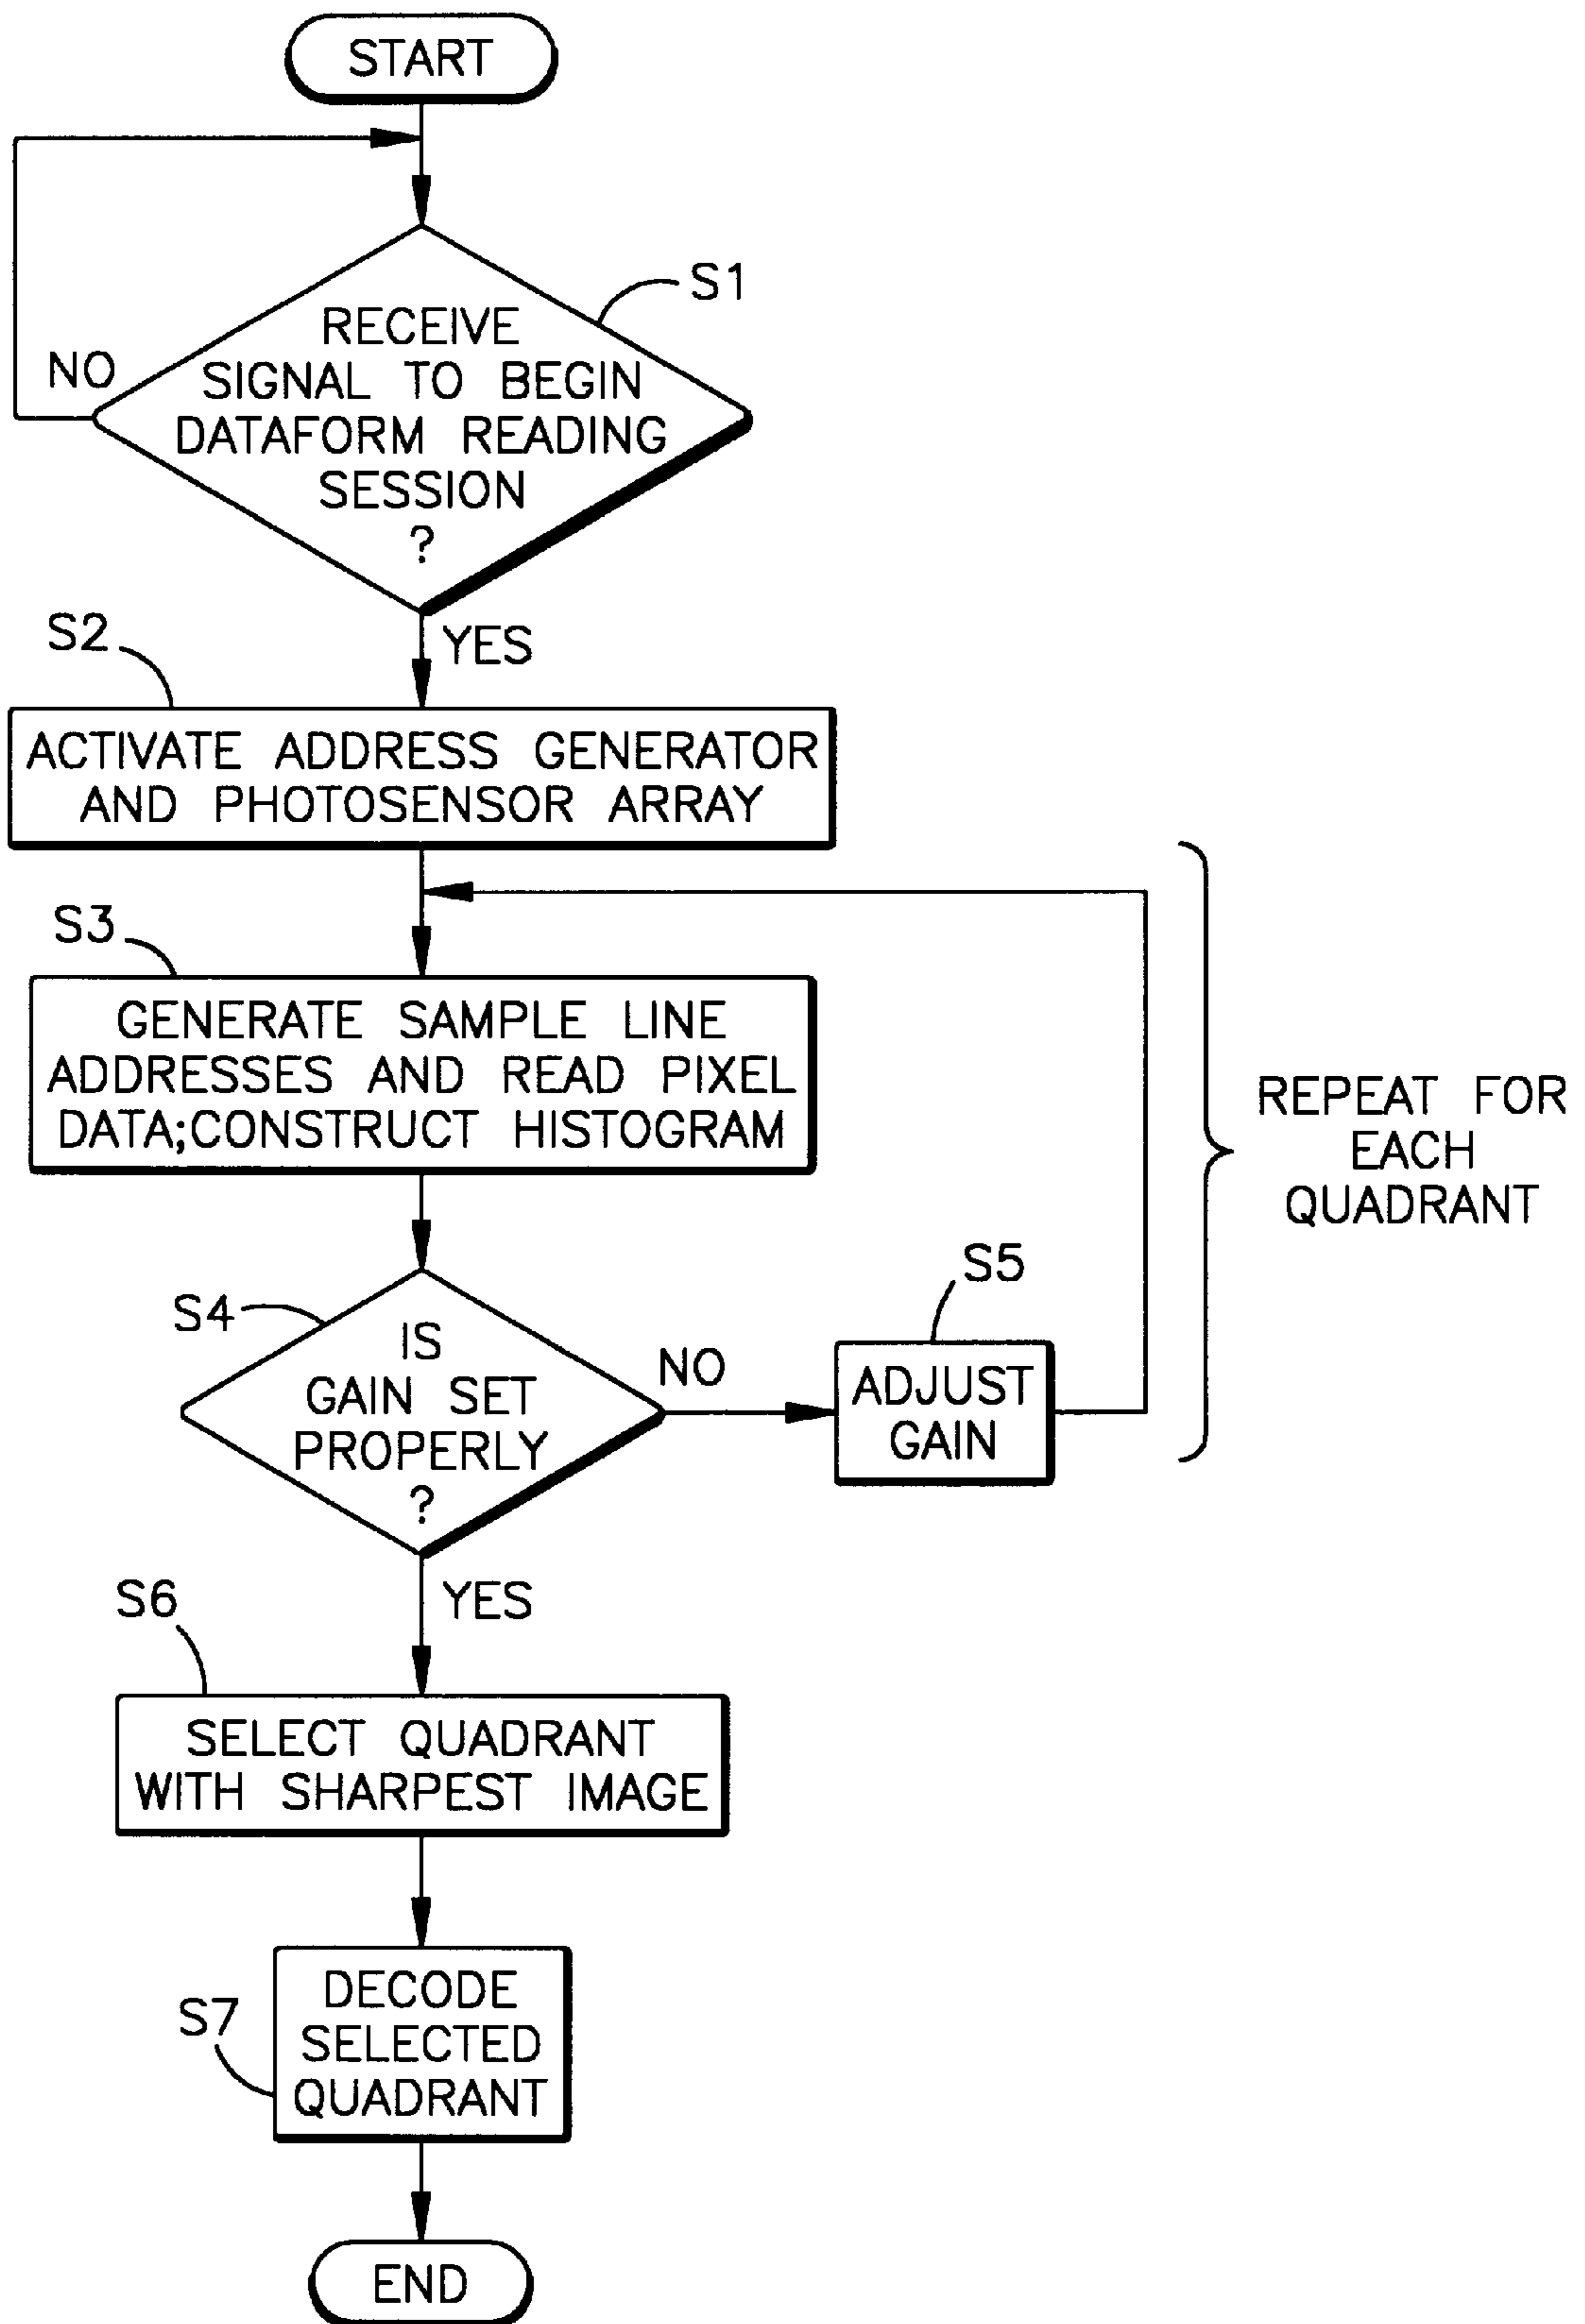 START
S1
RECEIVE
SIGNAL TO BEGIN
DATAFORM READING
SESSION
?
NO
YES
S2
ACTIVATE ADDRESS GENERATOR
AND PHOTOSENSOR ARRAY
S3
GENERATE SAMPLE LINE
ADDRESSES AND READ PIXEL
DATA;CONSTRUCT HISTOGRAM
REPEAT FOR
EACH
QUADRANT
S4
IS
GAIN SET
PROPERLY
?
NO
S5
ADJUST
GAIN
YES
S6
SELECT QUADRANT
WITH SHARPEST IMAGE
S7
DECODE
SELECTED
QUADRANT
END